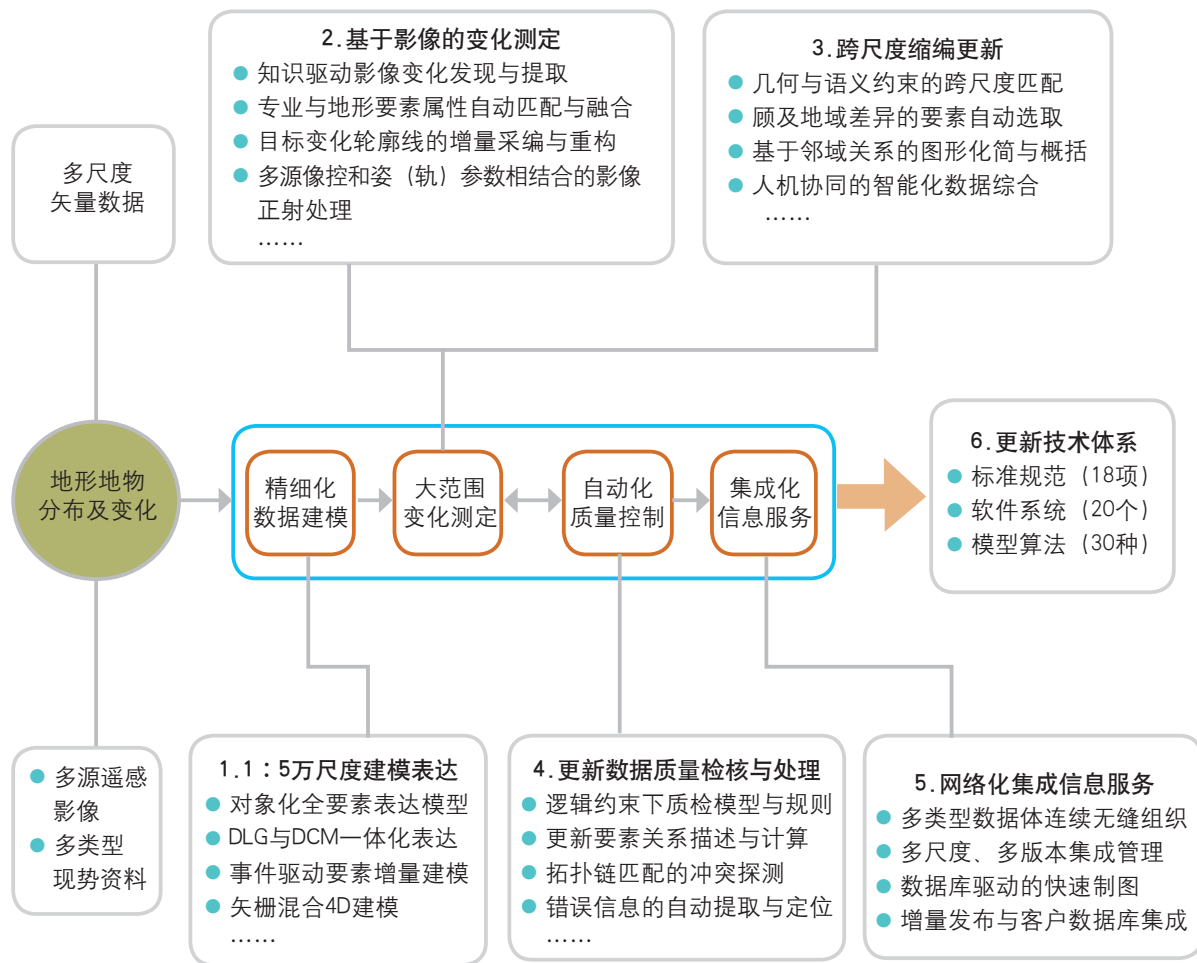 2.基于影像的变化测定
知识驱动影像变化发现与提取
专业与地形要素属性自动匹配与融合
目标变化轮廓线的增量采编与重构
多源像控和姿（轨）参数相结合的影像
正射处理
……
3.跨尺度缩编更新
几何与语义约束的跨尺度匹配
顾及地域差异的要素自动选取
基于邻域关系的图形化简与概括
人机协同的智能化数据综合
……
多尺度
矢量数据
地形地物
分布及变化
精细化
数据建模
大范围
变化测定
自动化
质量控制
集成化
信息服务
6.更新技术体系
标准规范（18项）
软件系统（20个）
模型算法（30种）
多源遥感
影像
多类型
现势资料
1.1：5万尺度建模表达
对象化全要素表达模型
DLG与DCM一体化表达
事件驱动要素增量建模
矢栅混合4D建模
……
4.更新数据质量检核与处理
逻辑约束下质检模型与规则
更新要素关系描述与计算
拓扑链匹配的冲突探测
错误信息的自动提取与定位
……
5.网络化集成信息服务
多类型数据体连续无缝组织
多尺度、多版本集成管理
数据库驱动的快速制图
增量发布与客户数据库集成